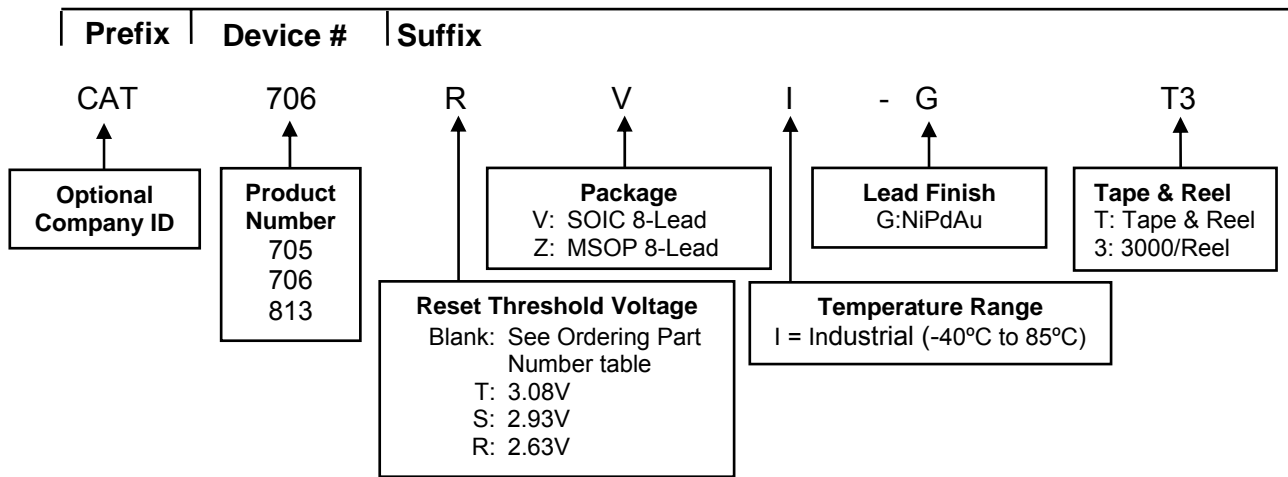 Prefix Device # Suffix
CAT 706 R V I - G T3
Optional
Company ID
Product
Number
705
706
813
Package
V: SOIC 8-Lead
Z: MSOP 8-Lead
Lead Finish
G:NiPdAu
Tape & Reel
T: Tape & Reel
3: 3000/Reel
Reset Threshold Voltage
Blank: See Ordering Part
Number table
T: 3.08V
S: 2.93V
R: 2.63V
Temperature Range
I = Industrial (-40ºC to 85ºC)